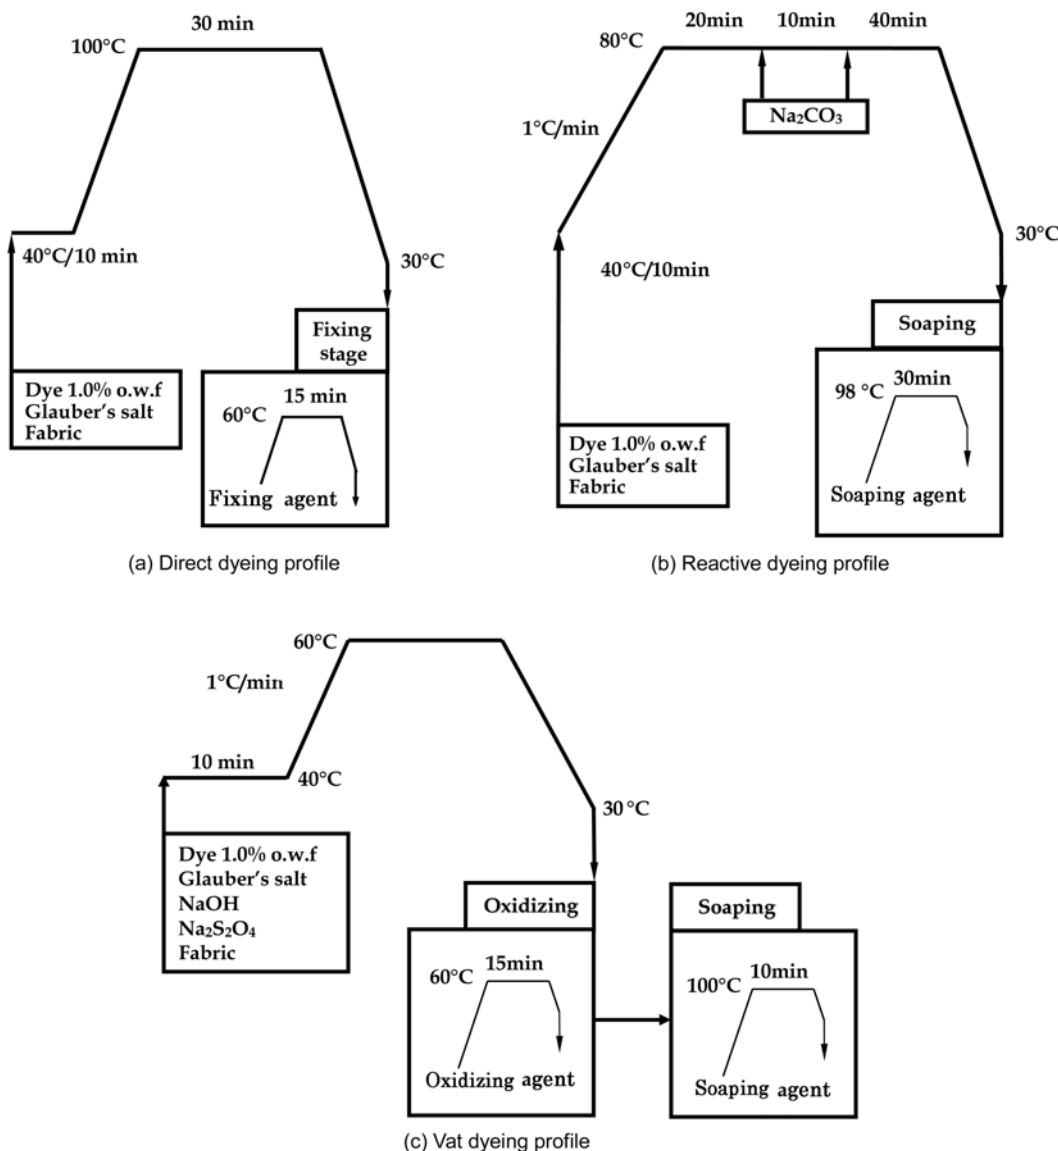 30 min
100°C
40°C/10 min
30°C
Fixing
stage
Dye 1.0% o.w.f
Glauber's salt
Fabric
15 min
60°C
Fixing agent
(a) Direct dyeing profile
20min 10min 40min
80°C
Na₂CO₃
1°C/min
40°C/10min
30°C
Soaping
30min
98 °C
Soaping agent
Dye 1.0% o.w.f
Glauber's salt
Fabric
(b) Reactive dyeing profile
60°C
1°C/min
10 min
40°C
30°C
Dye 1.0% o.w.f
Glauber's salt
NaOH
Na₂S₂O₄
Fabric
Oxidizing
15min
60°C
Oxidizing agent
Soaping
10min
100°C
Soaping agent
(c) Vat dyeing profile